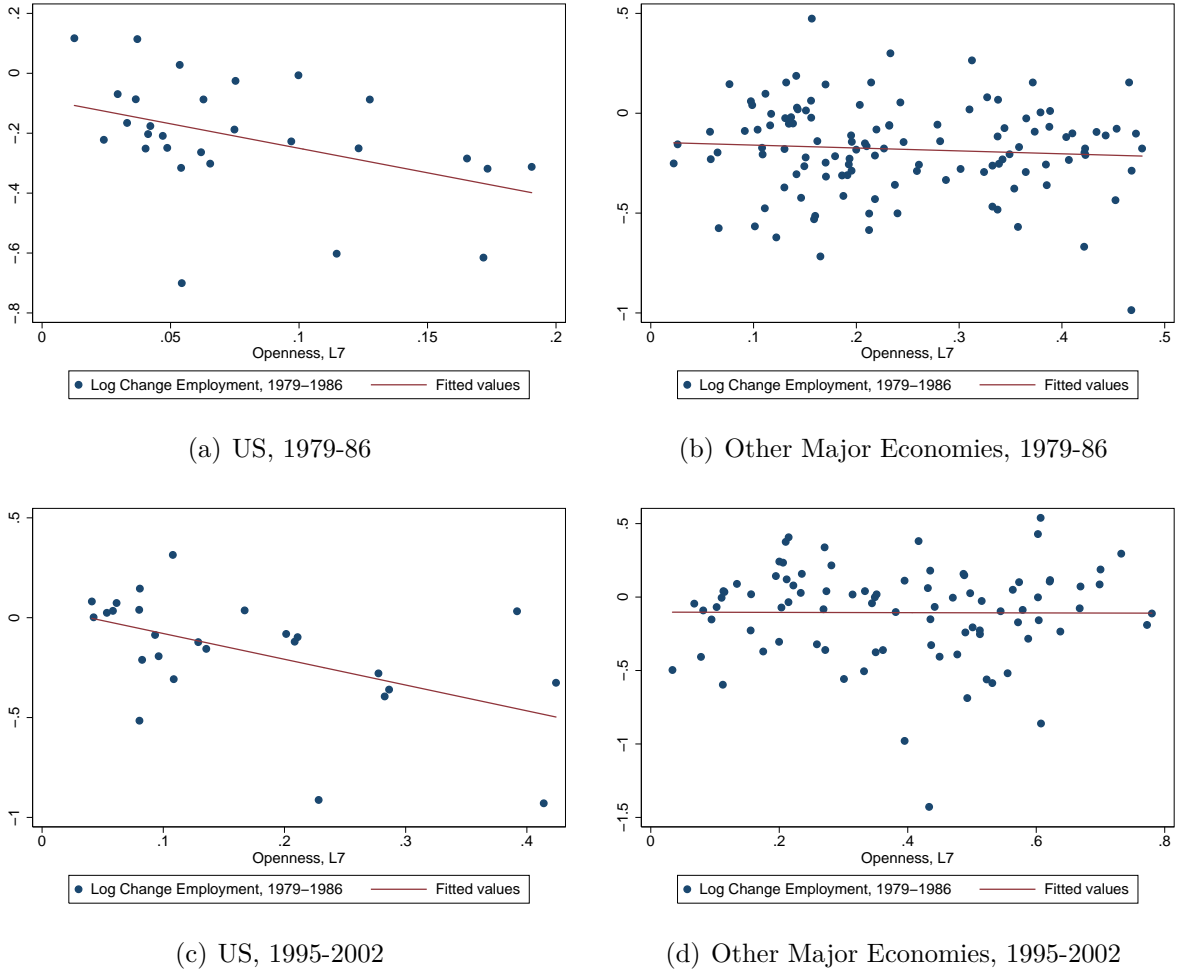 .2
0
−.2
−.4
−.6
−.8
0
.05
.1
.15
.2
Openness, L7
Log Change Employment, 1979−1986
Fitted values
(a) US, 1979-86
.5
0
−.5
−1
0
.1
.2
.3
.4
.5
Openness, L7
Log Change Employment, 1979−1986
Fitted values
(b) Other Major Economies, 1979-86
.5
0
−.5
−1
0
.1
.2
.3
.4
Openness, L7
Log Change Employment, 1979−1986
Fitted values
(c) US, 1995-2002
.5
0
−.5
−1
−1.5
0
.2
.4
.6
.8
Openness, L7
Log Change Employment, 1979−1986
Fitted values
(d) Other Major Economies, 1995-2002